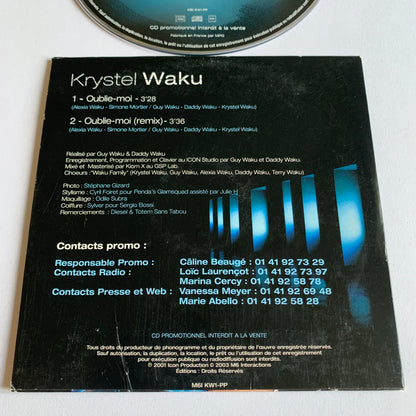 M6I KW1-PP
CD promotionnel interdit à la vente
Fabriqué en France par MPO
Krystel Waku
1 - Oublie-moi - 3'28
(Alexia Waku - Simone Mortier / Guy Waku - Daddy Waku - Krystel Waku)
2 - Oublie-moi (remix)- 3'36
(Alexia Waku - Simone Mortier / Guy Waku - Daddy Waku - Krystel Waku)
Réalisé par Guy Waku & Daddy Waku
Enregistrement, Programmation et Clavier au ICON Studio par Guy Waku et Daddy Waku.
Mixé et Masterisé par Klom X au GSP Lab.
Choeurs :"Waku Family" (Krystel Waku, Guy Waku, Alexia Waku, Daddy Waku, Terry Waku)
Photo : Stéphane Gizard
Stylisme : Cyril Foiret pour Penda's Glamsquad assisté par Julie H
Maquillage : Odile Subra
Coiffure : Sylver pour Sergio Bossi
Remerciements : Diesel & Totem Sans Tabou
Contacts promo :
Responsable Promo : Câline Beaugé : 01 41 92 73 29
Contacts Radio : Loïc Laurençot : 01 41 92 73 97
Marina Cercy : 01 41 92 58 78
Contacts Presse et Web : Vanessa Meyer : 01 41 92 69 48
Marie Abello : 01 41 92 58 28
CD PROMOTIONNEL INTERDIT A LA VENTE
Tous droits du producteur de phonogramme et du propriétaire de l'œuvre enregistrée réservés.
Sauf autorisation, la duplication, la location, le prêt ou l'utilisation de cet enregistrement pour
exécution publique ou radiodiffusion sont interdits.
℗ 2001 Icon Production © 2003 M6 Interactions
Editions : Droits Réservés
M6I KW1-PP